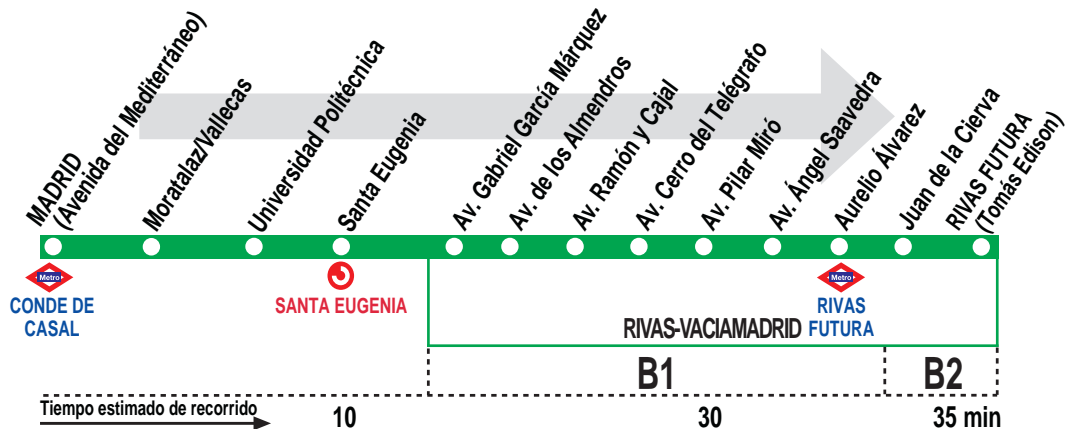 MADRID
(Avenida del Mediterráneo)
Moratalaz/Vallecas
Universidad Politécnica
Santa Eugenia
Av. Gabriel García Márquez
Av. de los Almendros
Av. Ramón y Cajal
Av. Cerro del Telégrafo
Av. Pilar Miró
Av. Ángel Saavedra
Aurelio Álvarez
Juan de la Cierva
RIVAS FUTURA
(Tomás Edison)
Metro
CONDE DE
CASAL
SANTA EUGENIA
Metro
RIVAS
FUTURA
RIVAS-VACIAMADRID
B1
B2
Tiempo estimado de recorrido
10
30
35 min